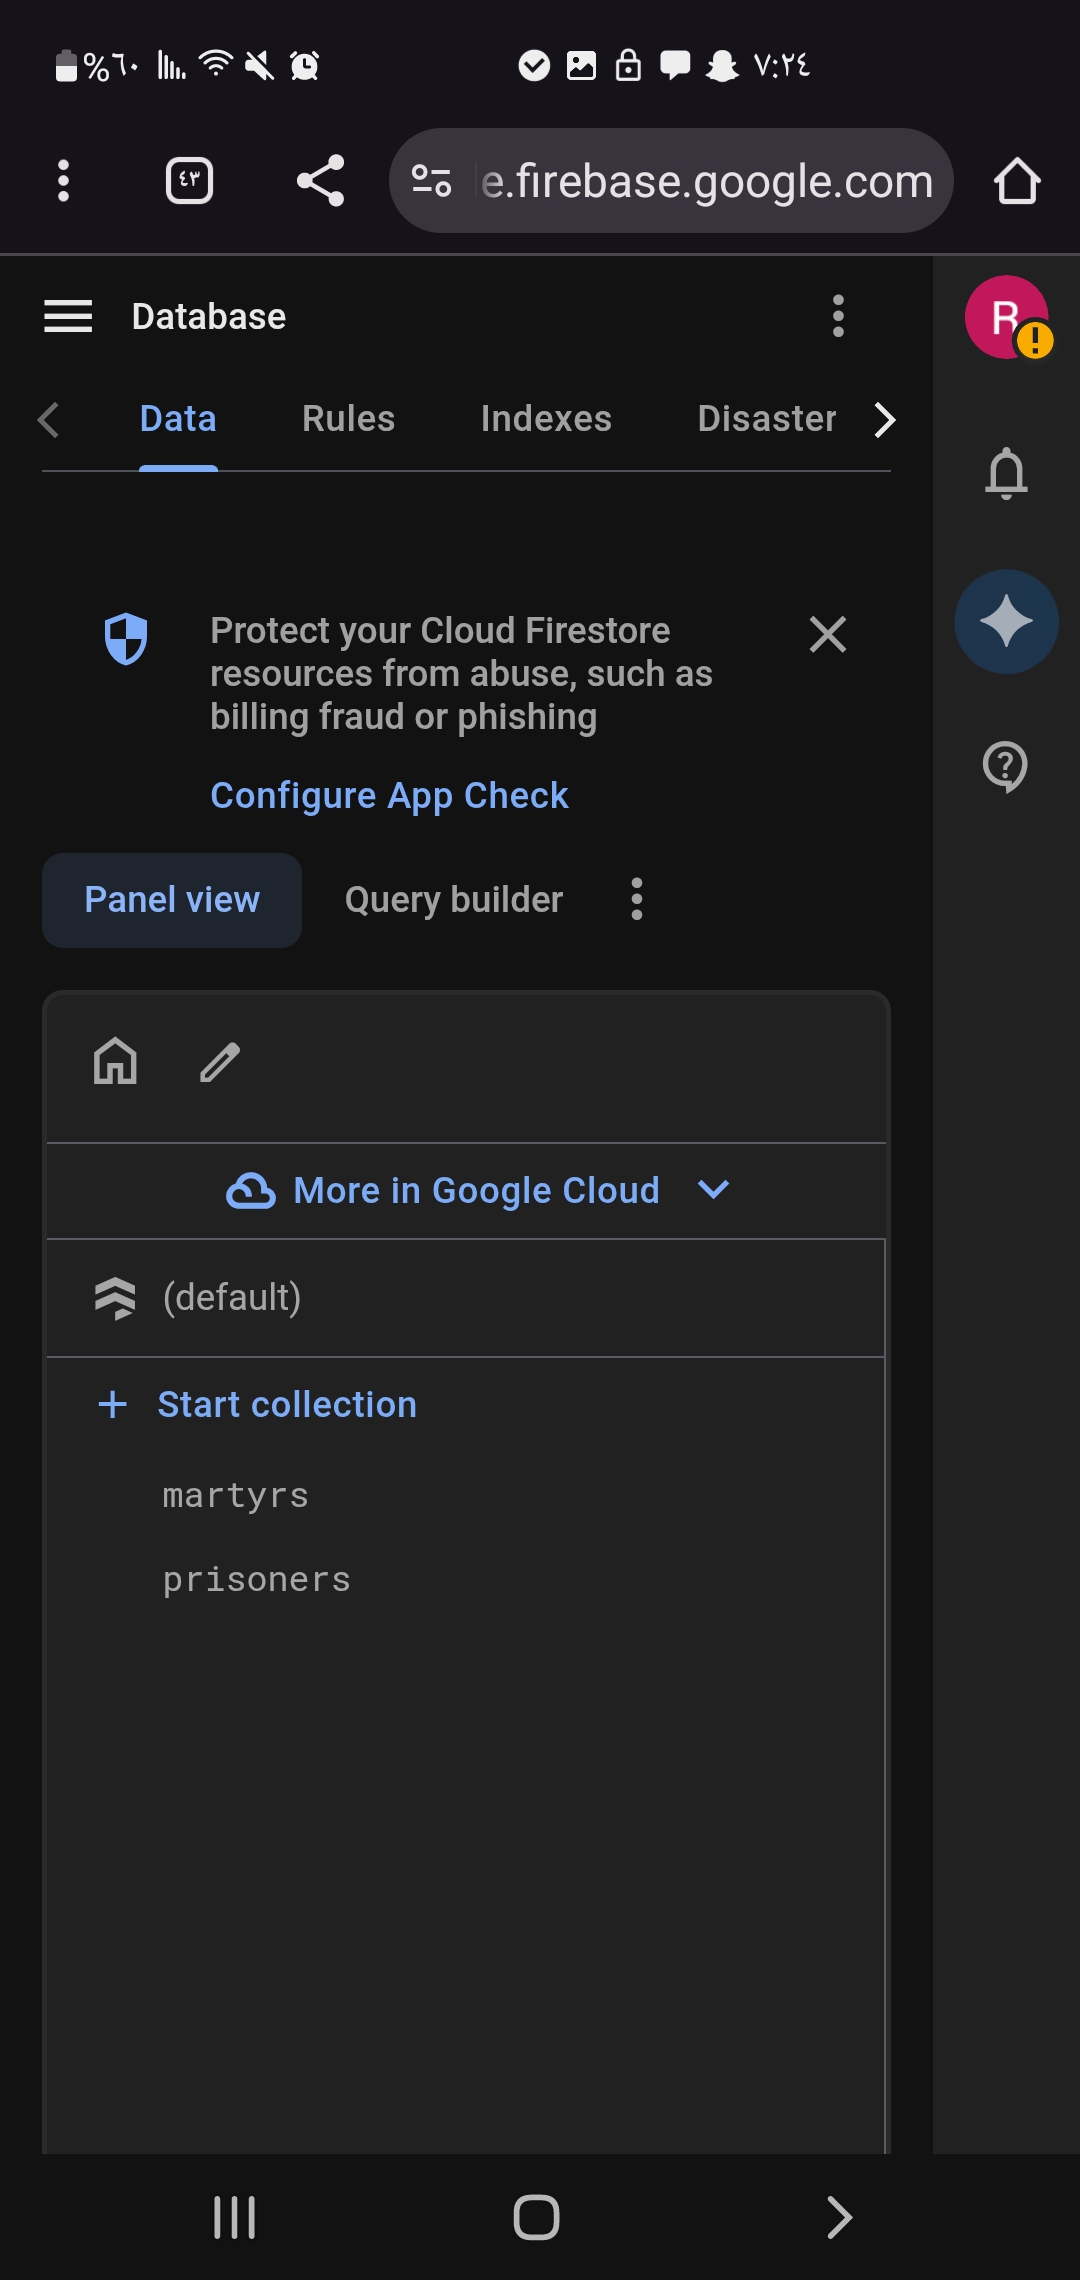 %٦٠
٧:٢٤
٤٣
e.firebase.google.com
Database
R
Data
Rules
Indexes
Disaster
Protect your Cloud Firestore
resources from abuse, such as
billing fraud or phishing
Configure App Check
Panel view
Query builder
More in Google Cloud
(default)
+ Start collection
martyrs
prisoners